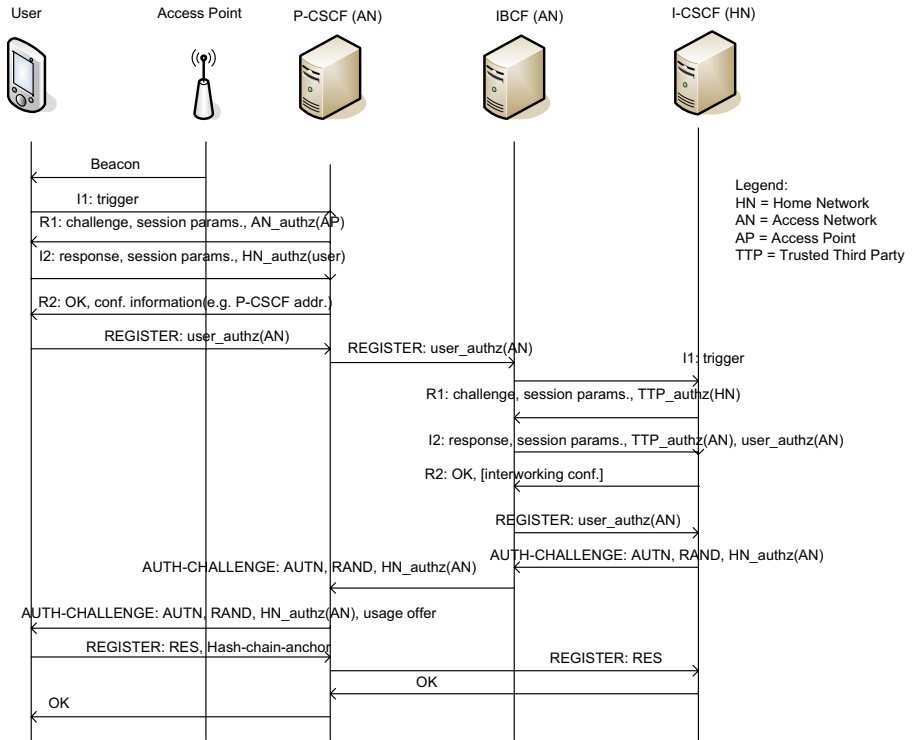 User
Access Point
P-CSCF (AN)
IBCF (AN)
I-CSCF (HN)
Beacon
I1: trigger
R1: challenge, session params., AN_authz(AP)
I2: response, session params., HN_authz(user)
R2: OK, conf. information(e.g. P-CSCF addr.)
REGISTER: user_authz(AN)
REGISTER: user_authz(AN)
I1: trigger
R1: challenge, session params., TTP_authz(HN)
I2: response, session params., TTP_authz(AN), user_authz(AN)
R2: OK, [interworking conf.]
REGISTER: user_authz(AN)
AUTH-CHALLENGE: AUTN, RAND, HN_authz(AN)
AUTH-CHALLENGE: AUTN, RAND, HN_authz(AN)
AUTH-CHALLENGE: AUTN, RAND, HN_authz(AN), usage offer
REGISTER: RES, Hash-chain-anchor
REGISTER: RES
OK
OK
Legend:
HN = Home Network
AN = Access Network
AP = Access Point
TTP = Trusted Third Party